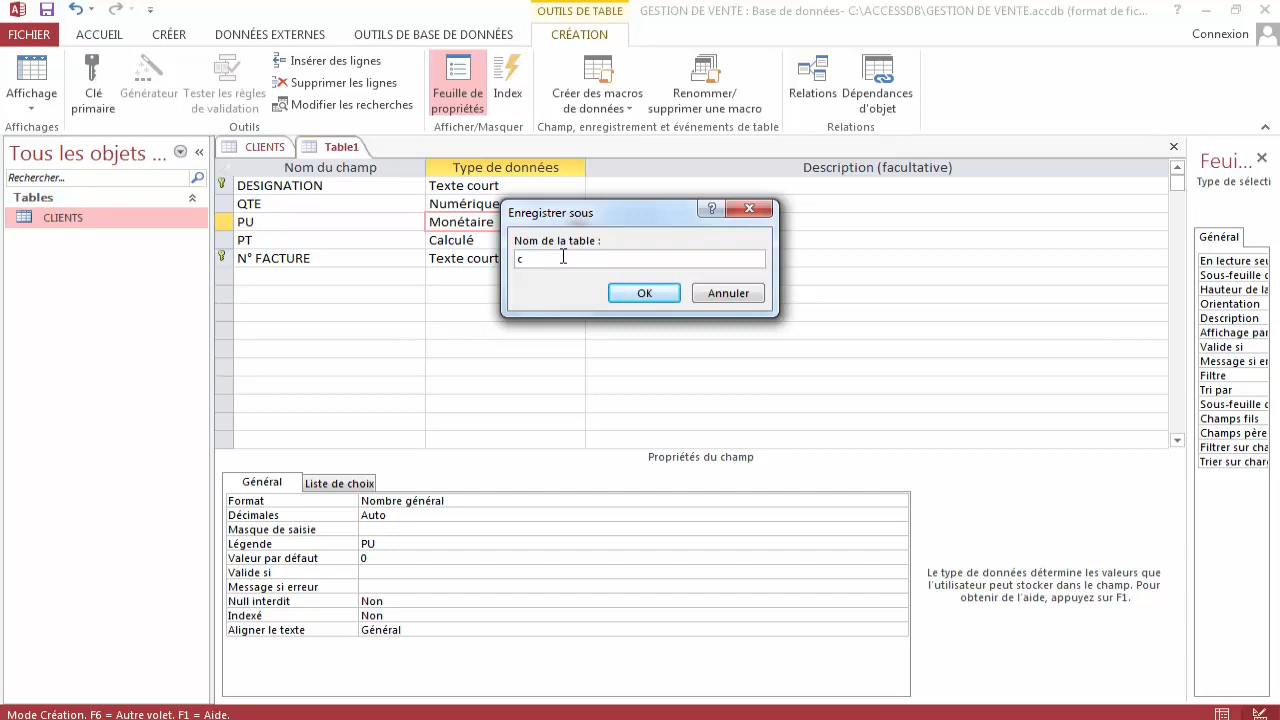 OUTILS DE TABLE
GESTION DE VENTE : Base de données- C:\ACCESSDB\GESTION DE VENTE.accdb (format de fic...
FICHIER
ACCUEIL
CRÉER
DONNÉES EXTERNES
OUTILS DE BASE DE DONNÉES
CRÉATION
Connexion
Affichage
Clé primaire
Générateur
Tester les règles de validation
Insérer des lignes
Supprimer les lignes
Modifier les recherches
Feuille de propriétés
Index
Créer des macros de données
Renommer/ supprimer une macro
Relations
Dépendances d'objet
Affichages
Outils
Afficher/Masquer
Champ, enregistrement et événements de table
Relations
Tous les objets ...
Rechercher...
Tables
CLIENTS
CLIENTS
Table1
Nom du champ
Type de données
Description (facultative)
DESIGNATION
Texte court
QTE
Numérique
PU
Monétaire
PT
Calculé
N° FACTURE
Texte court
Enregistrer sous
Nom de la table :
c
OK
Annuler
Propriétés du champ
Général
Liste de choix
Format
Nombre général
Décimales
Auto
Masque de saisie
Légende
PU
Valeur par défaut
0
Valide si
Message si erreur
Null interdit
Non
Indexé
Non
Aligner le texte
Général
Le type de données détermine les valeurs que
l'utilisateur peut stocker dans le champ. Pour
obtenir de l'aide, appuyez sur F1.
Feui...
Type de sélecti
Général
En lecture seu
Sous-feuille d
Hauteur de la
Orientation
Description
Affichage par
Valide si
Message si er
Filtre
Tri par
Sous-feuille d
Champs fils
Champs père
Filtrer sur cha
Trier sur charg
Mode Création. F6 = Autre volet. F1 = Aide.